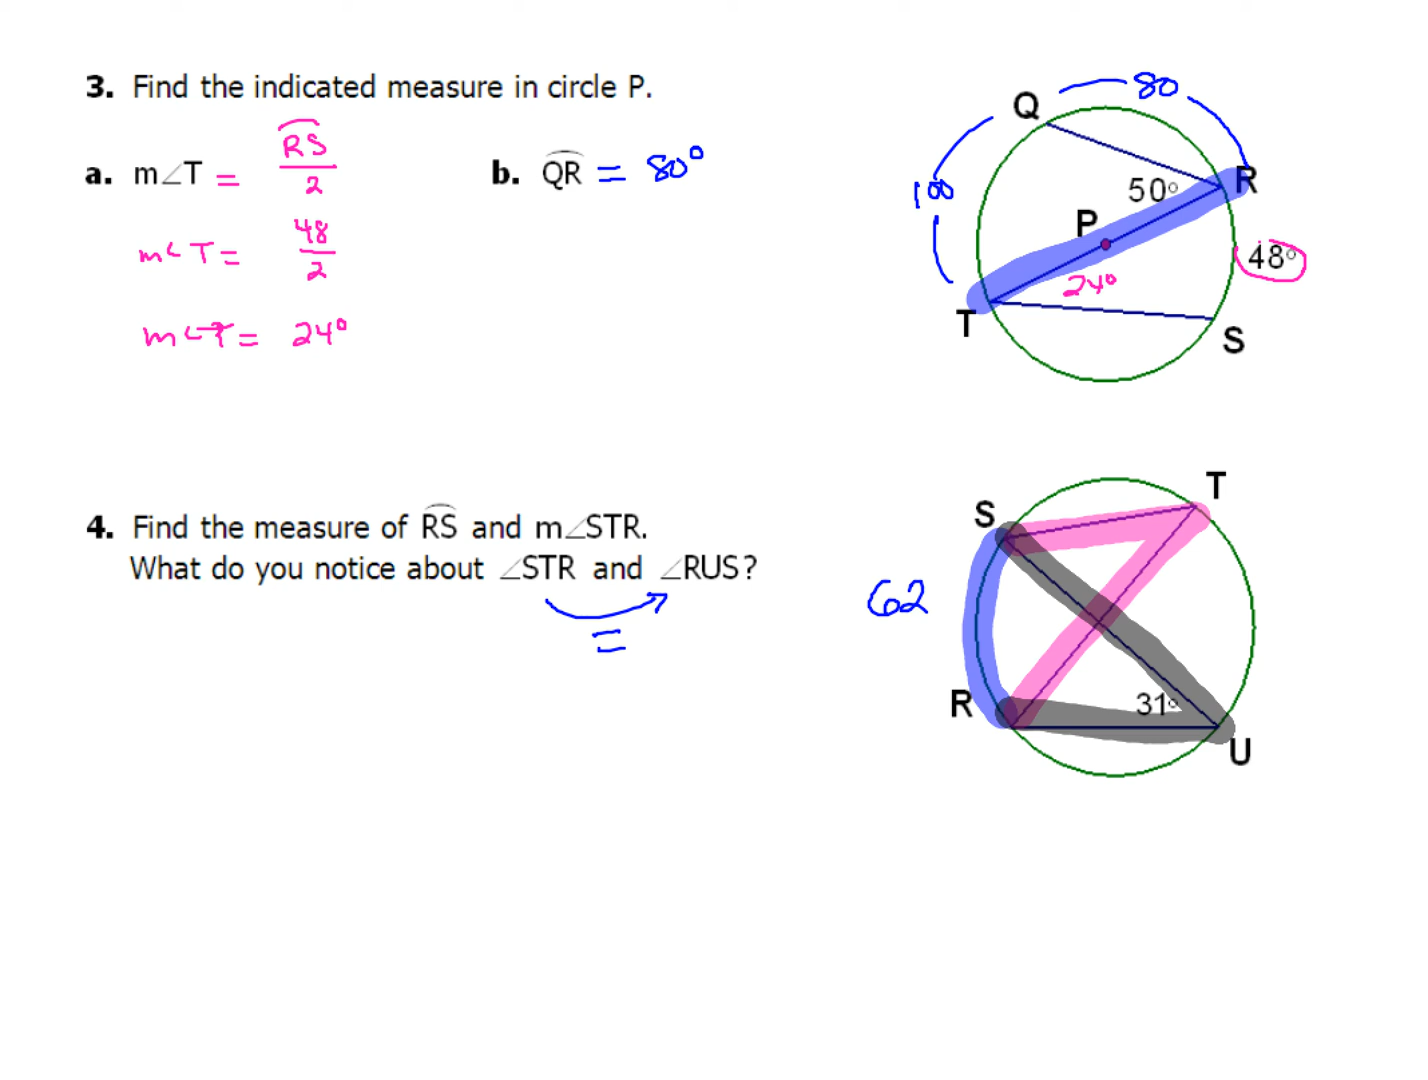 3. Find the indicated measure in circle P.
a. m∠T = RS / 2
b. QR = 80°
m∠T = 48 / 2
m∠T = 24°
80
Q
100
50°
R
P
48°
24°
T
S
4. Find the measure of RS and m∠STR.
What do you notice about ∠STR and ∠RUS?
=
T
S
62
R
31°
U